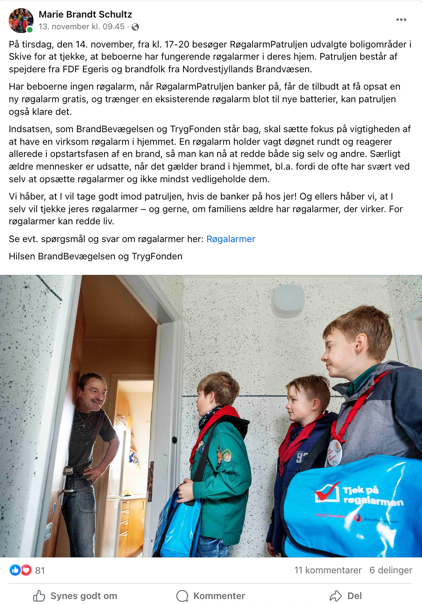 Marie Brandt Schultz
13. november kl. 09.45 ·
På tirsdag, den 14. november, fra kl. 17-20 besøger RøgalarmPatruljen udvalgte boligområder i
Skive for at tjekke, at beboerne har fungerende røgalarmer i deres hjem. Patruljen består af
spejdere fra FDF Egeris og brandfolk fra Nordvestjyllands Brandvæsen.
Har beboerne ingen røgalarm, når RøgalarmPatruljen banker på, får de tilbudt at få opsat en
ny røgalarm gratis, og trænger en eksisterende røgalarm blot til nye batterier, kan patruljen
også klare det.
Indsatsen, som BrandBevægelsen og TrygFonden står bag, skal sætte fokus på vigtigheden af
at have en virksom røgalarm i hjemmet. En røgalarm holder vagt døgnet rundt og reagerer
allerede i opstartsfasen af en brand, så man kan nå at redde både sig selv og andre. Særligt
ældre mennesker er udsatte, når det gælder brand i hjemmet, bl.a. fordi de ofte har svært ved
selv at opsætte røgalarmer og ikke mindst vedligeholde dem.
Vi håber, at I vil tage godt imod patruljen, hvis de banker på hos jer! Og ellers håber vi, at I
selv vil tjekke jeres røgalarmer – og gerne, om familiens ældre har røgalarmer, der virker. For
røgalarmer kan redde liv.
Se evt. spørgsmål og svar om røgalarmer her: Røgalarmer
Hilsen BrandBevægelsen og TrygFonden
Tjek på
røgalarmen
81
11 kommentarer 6 delinger
Synes godt om
Kommenter
Del